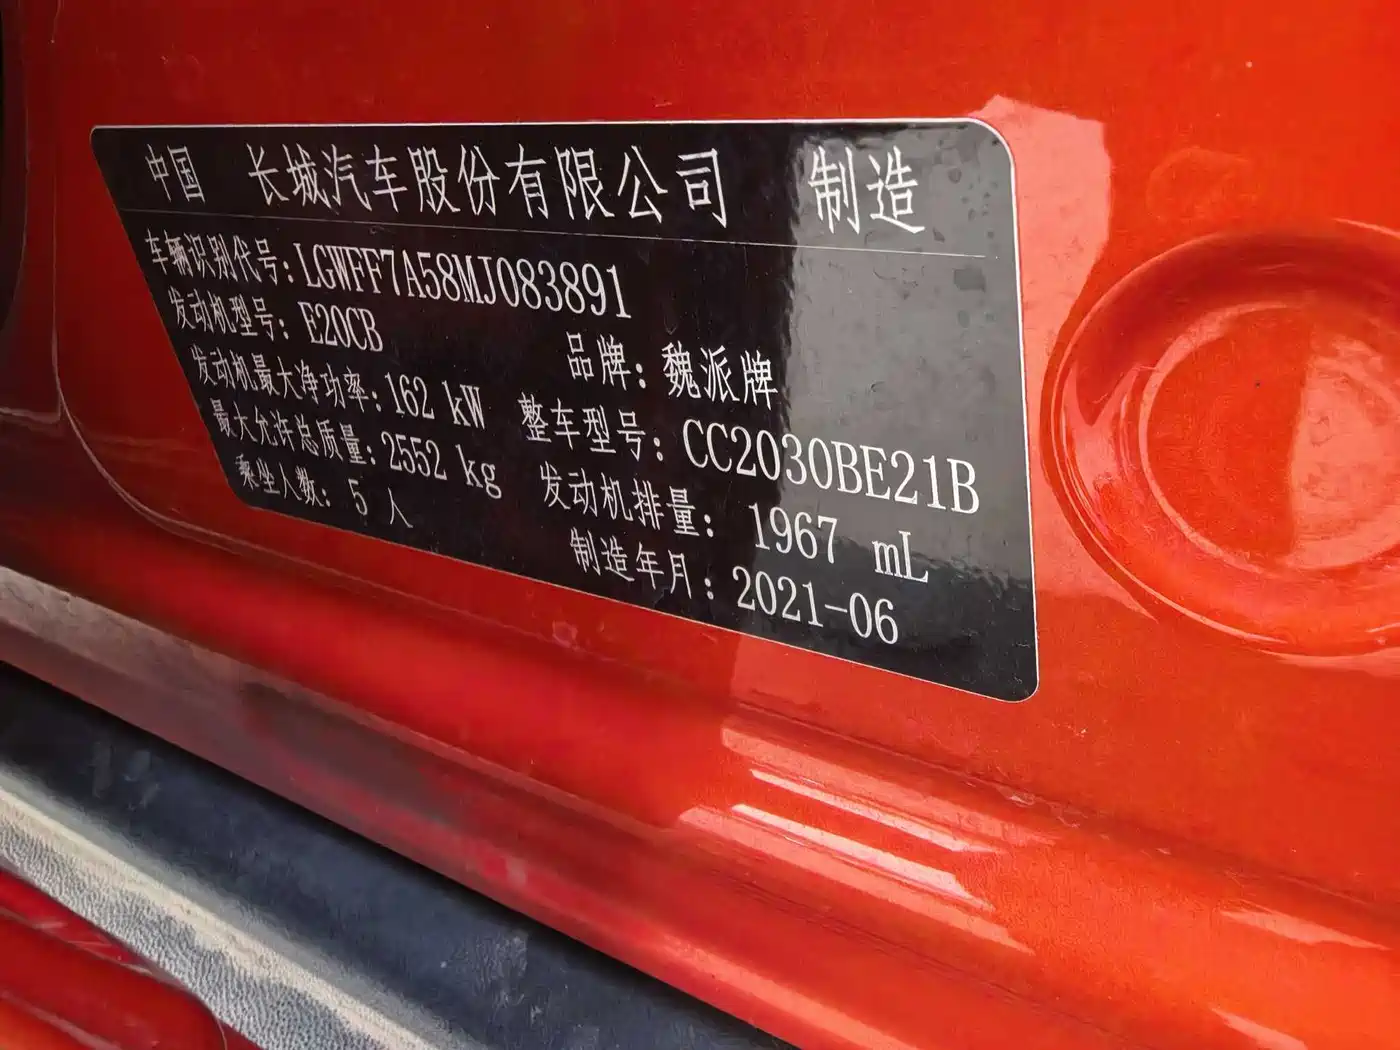 中国 长城汽车股份有限公司 制造
车辆识别代号:LGWFF7A58MJ083891
发动机型号: E20CB 品牌: 魏派牌
发动机最大净功率:162 kW 整车型号: CC2030BE21B
最大允许总质量:2552 kg 发动机排量: 1967 mL
乘坐人数: 5 人 制造年月: 2021-06